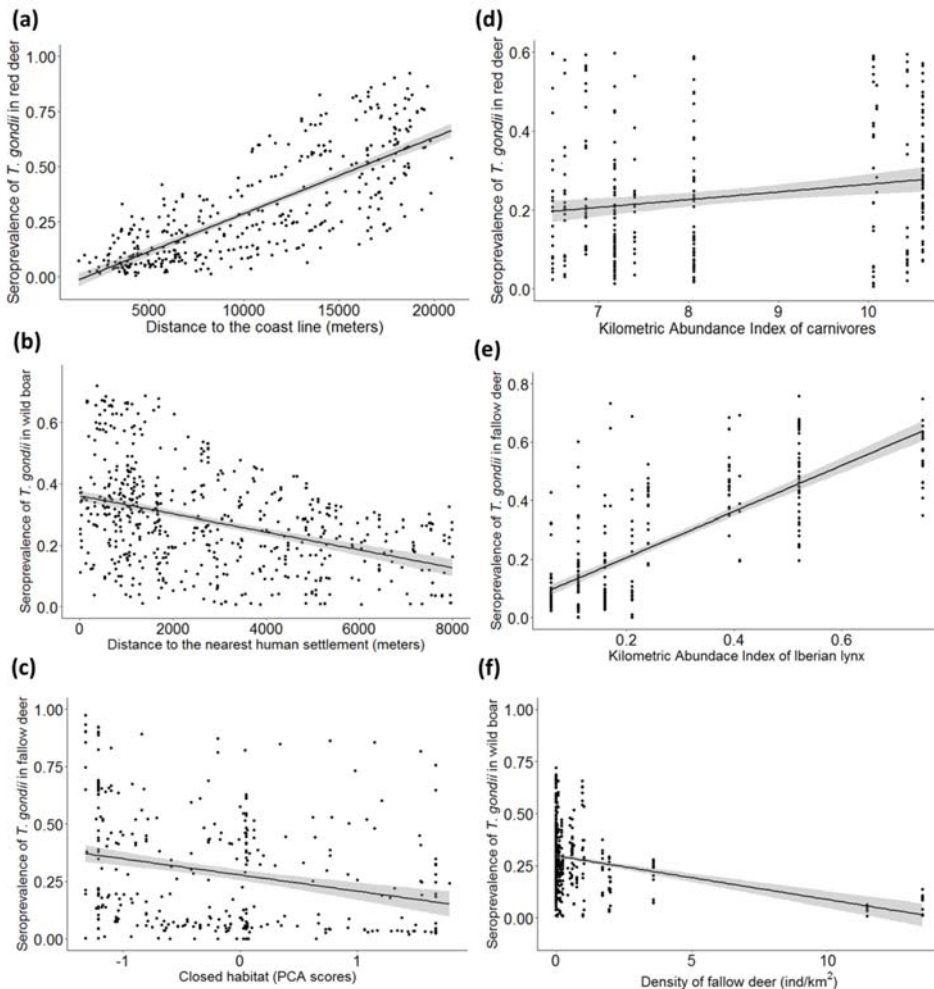 (a)
Seroprevalence of T. gondii in red deer
1.00
0.75
0.50
0.25
0.00
5000 10000 15000 20000
Distance to the coast line (meters)
(b)
Seroprevalence of T. gondii in wild boar
0.6
0.4
0.2
0.0
0 2000 4000 6000 8000
Distance to the nearest human settlement (meters)
(c)
Seroprevalence of T. gondii in fallow deer
1.00
0.75
0.50
0.25
0.00
-1 0 1
Closed habitat (PCA scores)
(d)
Seroprevalence of T. gondii in red deer
0.6
0.4
0.2
0.0
7 8 9 10
Kilometric Abundance Index of carnivores
(e)
Seroprevalence of T. gondii in fallow deer
0.8
0.6
0.4
0.2
0.0
0.2 0.4 0.6
Kilometric Abundace Index of Iberian lynx
(f)
Seroprevalence of T. gondii in wild boar
1.00
0.75
0.50
0.25
0.00
0 5 10
Density of fallow deer (ind/km²)